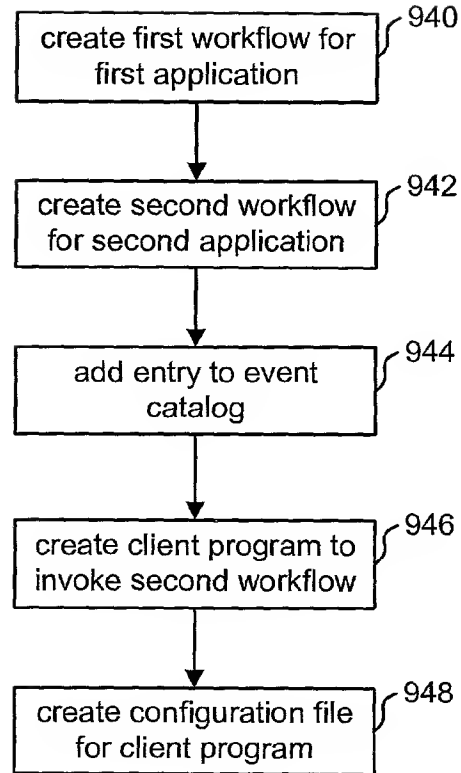 940
create first workflow for
first application
942
create second workflow
for second application
944
add entry to event
catalog
946
create client program to
invoke second workflow
948
create configuration file
for client program